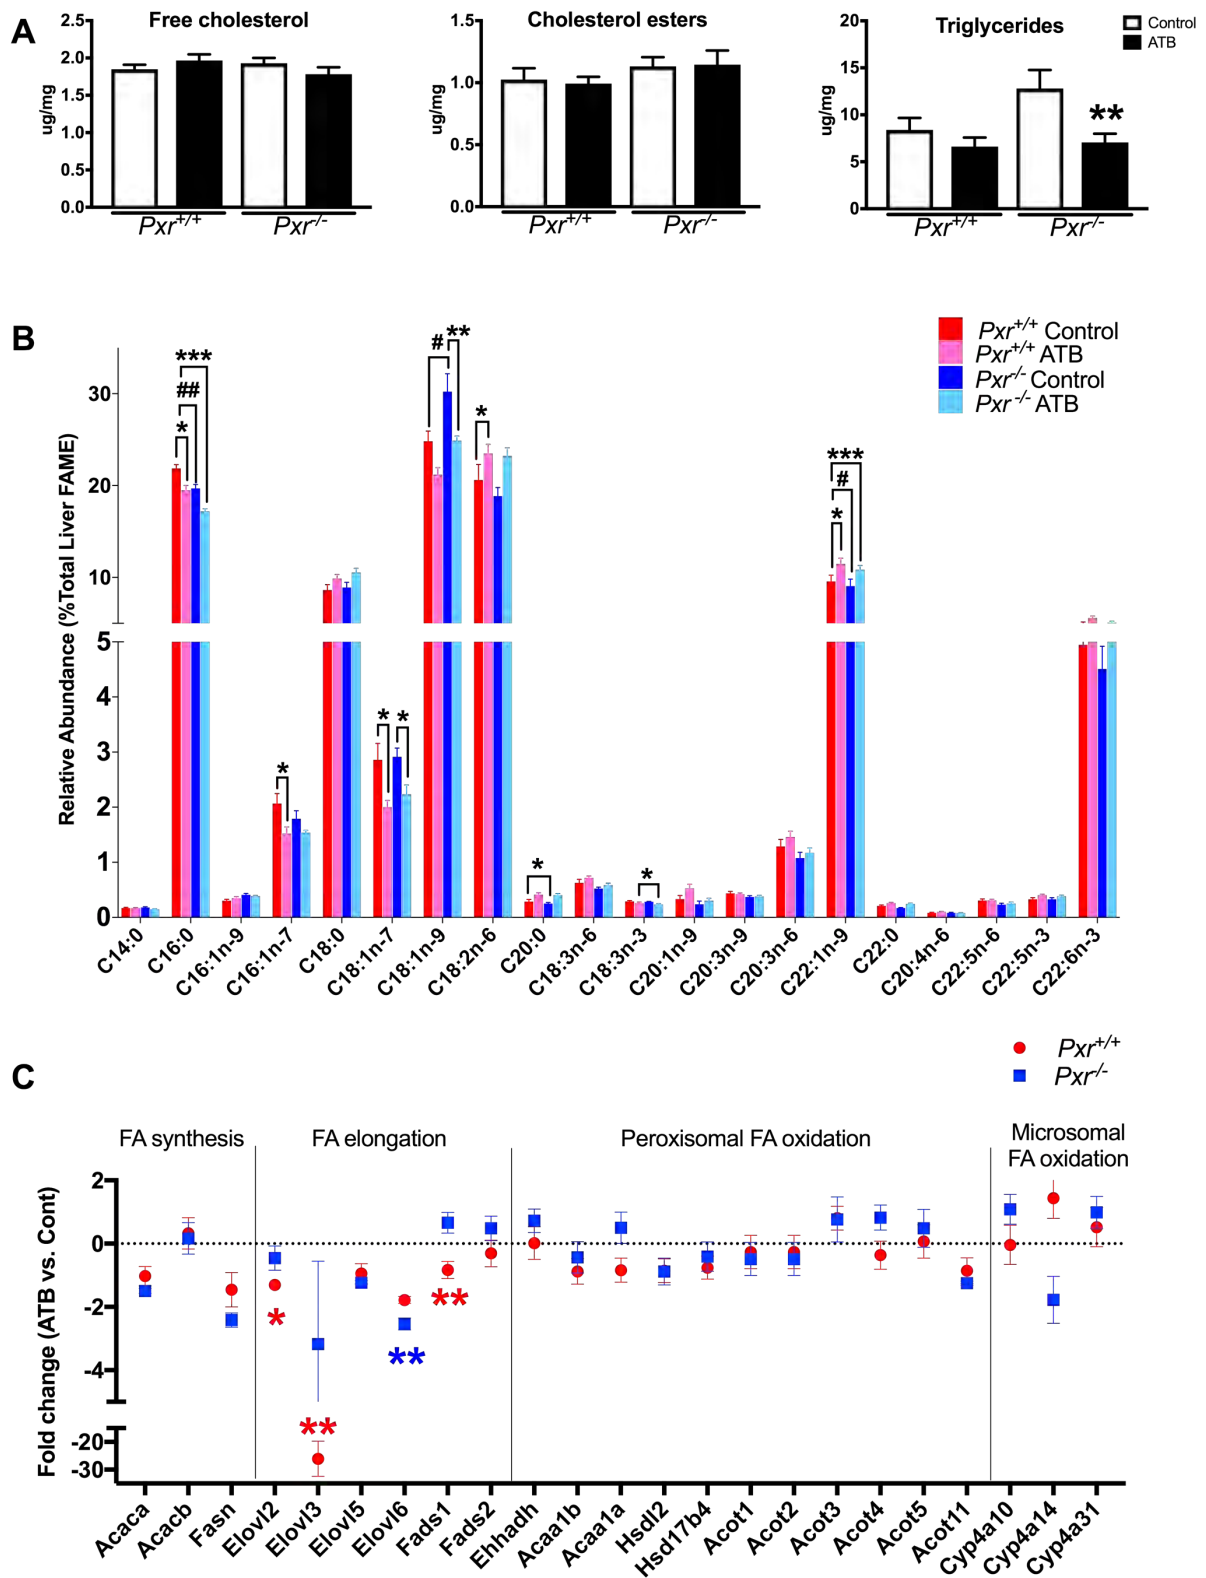 A
Free cholesterol
Cholesterol esters
Triglycerides
Control
ATB
ug/mg
2.5
2.0
1.5
1.0
0.5
0.0
Pxr+/+
Pxr-/-
ug/mg
1.5
1.0
0.5
0.0
Pxr+/+
Pxr-/-
ug/mg
20
15
10
5
0
**
Pxr+/+
Pxr-/-
B
Pxr+/+ Control
Pxr+/+ ATB
Pxr-/- Control
Pxr-/- ATB
Relative Abundance (%Total Liver FAME)
30
20
10
5
4
3
2
1
0
***
##
*
*
*
*
#
**
*
*
*
***
#
*
C14:0
C16:0
C16:1n-9
C16:1n-7
C18:0
C18:1n-7
C18:1n-9
C18:2n-6
C20:0
C18:3n-6
C18:3n-3
C20:1n-9
C20:3n-9
C20:3n-6
C22:1n-9
C22:0
C20:4n-6
C22:5n-6
C22:5n-3
C22:6n-3
C
Pxr+/+
Pxr-/-
FA synthesis
FA elongation
Peroxisomal FA oxidation
Microsomal
FA oxidation
Fold change (ATB vs. Cont)
2
0
-2
-4
-20
-30
*
**
**
**
Acaca
Acacb
Fasn
Elovl2
Elovl3
Elovl5
Elovl6
Fads1
Fads2
Ehhadh
Acaa1b
Acaa1a
Hsdl2
Hsd17b4
Acot1
Acot2
Acot3
Acot4
Acot5
Acot11
Cyp4a10
Cyp4a14
Cyp4a31